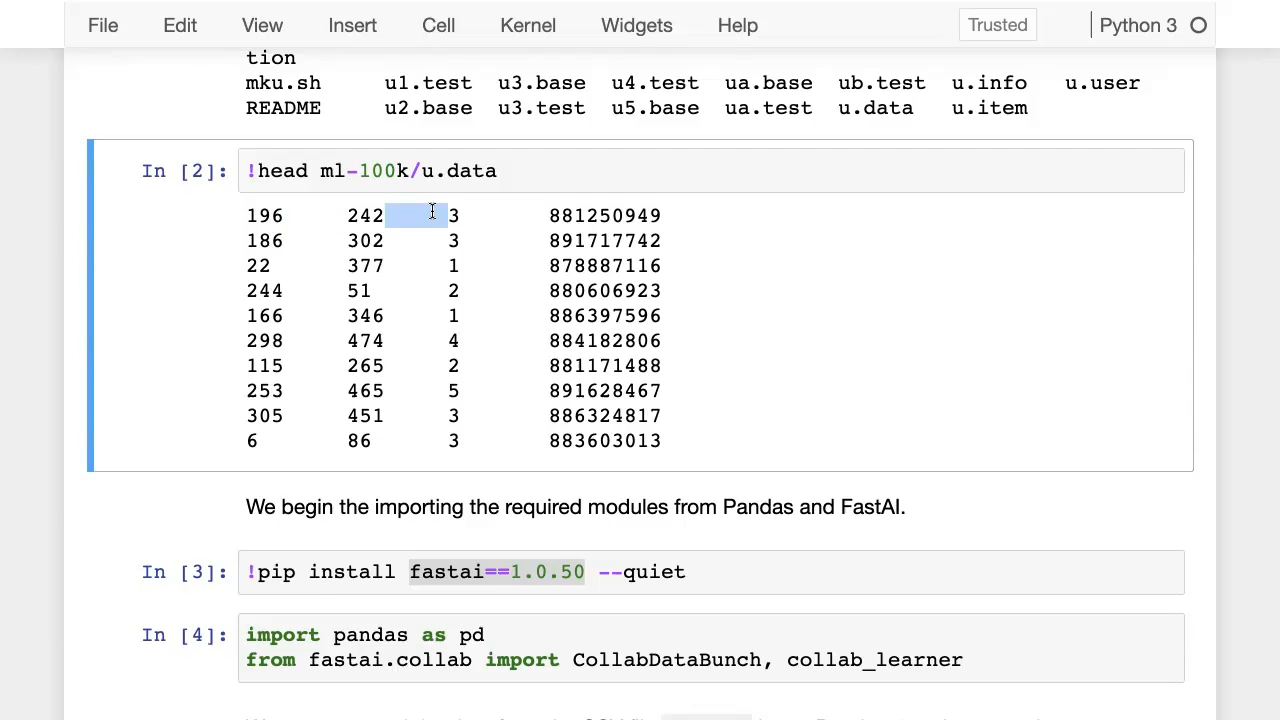 File Edit View Insert Cell Kernel Widgets Help Trusted Python 3
tion
mku.sh u1.test u3.base u4.test ua.base ub.test u.info u.user
README u2.base u3.test u5.base ua.test u.data u.item
In [2]: !head ml-100k/u.data
196 242 3 881250949
186 302 3 891717742
22 377 1 878887116
244 51 2 880606923
166 346 1 886397596
298 474 4 884182806
115 265 2 881171488
253 465 5 891628467
305 451 3 886324817
6 86 3 883603013
We begin the importing the required modules from Pandas and FastAI.
In [3]: !pip install fastai==1.0.50 --quiet
In [4]: import pandas as pd
from fastai.collab import CollabDataBunch, collab_learner